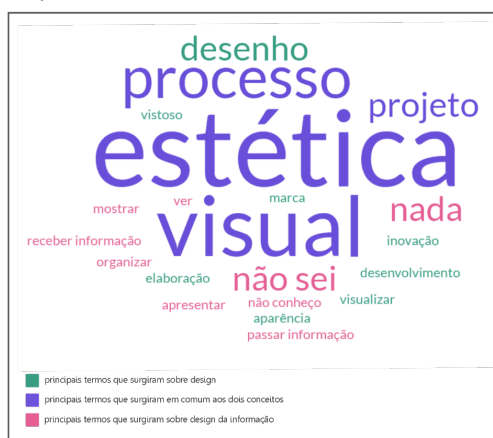 desenho
processo
projeto
vistoso
estética
mostrar
ver
marca
nada
visual
receber informação
inovação
organizar
não sei
desenvolvimento
elaboração
apresentar
não conheço
visualizar
aparência
passar informação
principais termos que surgiram sobre design
principais termos que surgiram em comum aos dois conceitos
principais termos que surgiram sobre design da informação